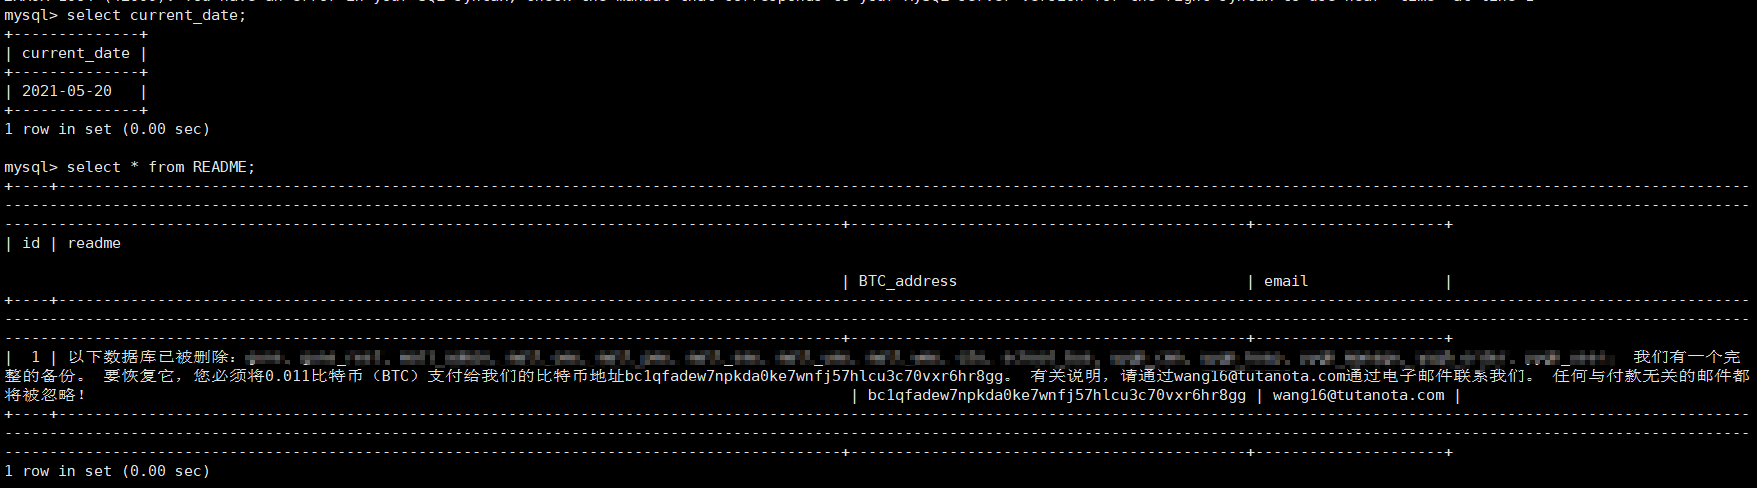 mysql> select current_date;
+--------------+
| current_date |
+--------------+
| 2021-05-20   |
+--------------+
1 row in set (0.00 sec)
mysql> select * from README;
| id | readme
| BTC_address | email |
| 1 | 以下数据库已被删除: 我们有一个完
整的备份。 要恢复它,您必须将0.011比特币(BTC)支付给我们的比特币地址bc1qfadew7npkda0ke7wnfj57hlcu3c70vxr6hr8gg。 有关说明,请通过wang16@tutanota.com通过电子邮件联系我们。 任何与付款无关的邮件都
将被忽略! | bc1qfadew7npkda0ke7wnfj57hlcu3c70vxr6hr8gg | wang16@tutanota.com |
1 row in set (0.00 sec)